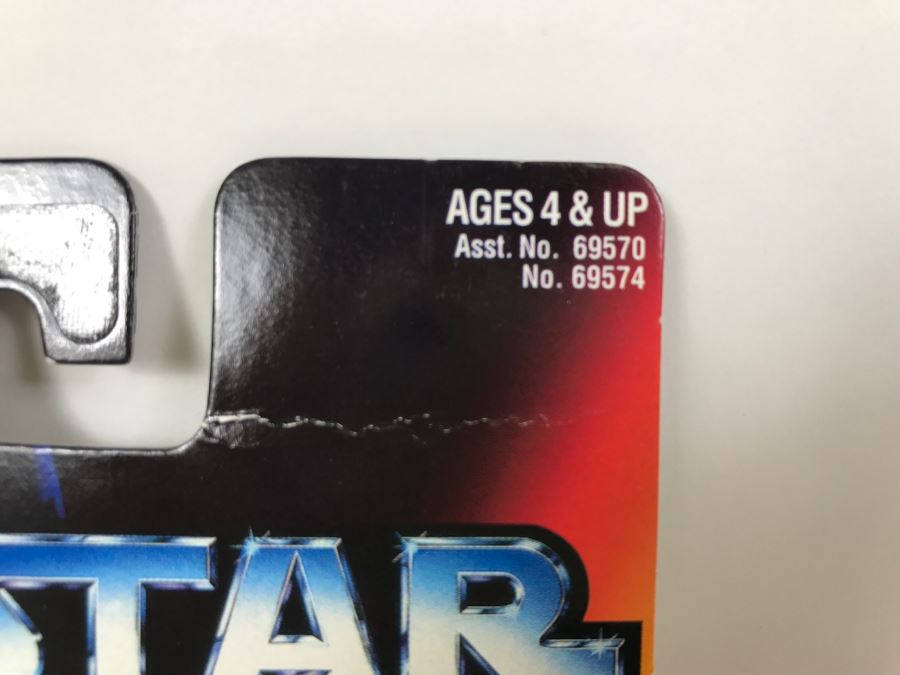 AGES 4 & UP
Asst. No. 69570
No. 69574
STAR